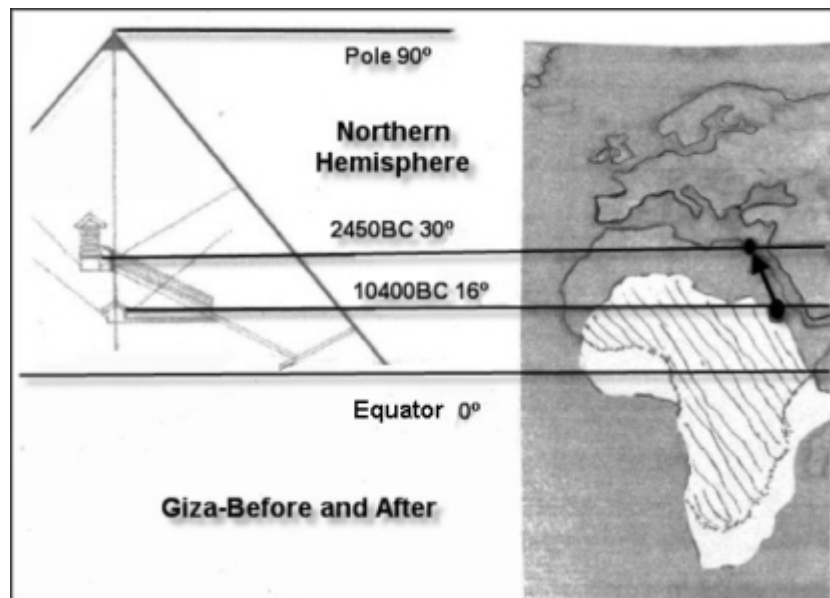 Pole 90º
Northern
Hemisphere
2450BC 30º
10400BC 16º
Equator 0º
Giza-Before and After